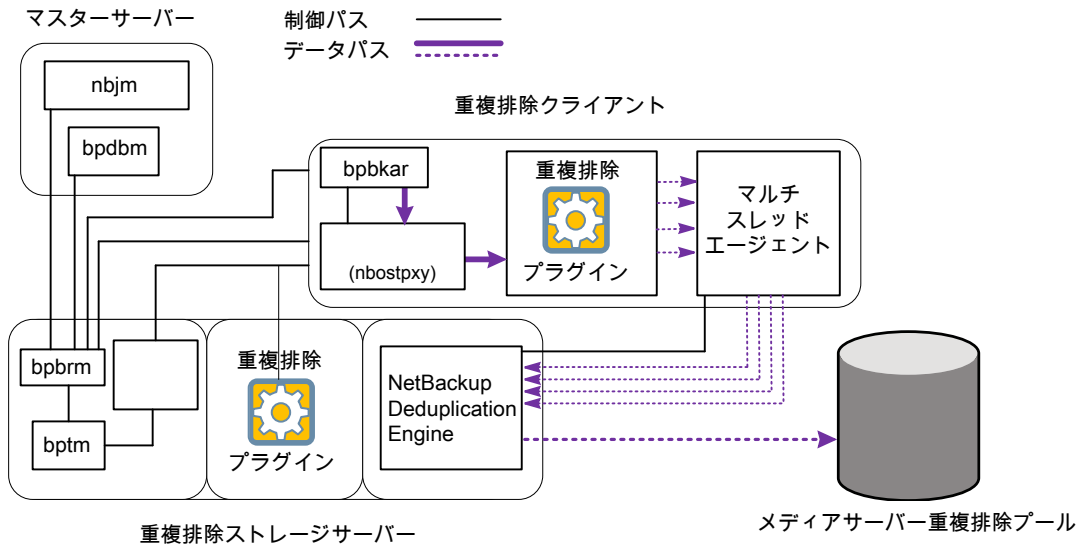 マスターサーバー
制御パス
データパス
nbjm
bpdbm
重複排除クライアント
bpbkar
(nbostpxy)
重複排除
プラグイン
マルチ
スレッド
エージェント
bpbrm
bptm
重複排除
プラグイン
NetBackup
Deduplication
Engine
重複排除ストレージサーバー
メディアサーバー重複排除プール